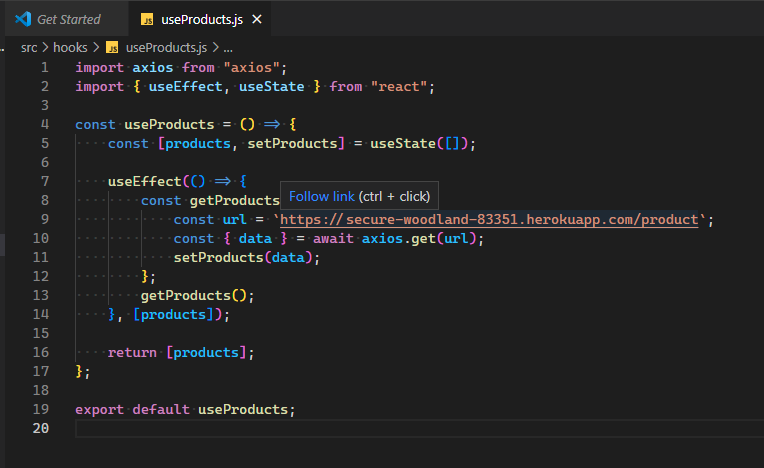 Get Started useProducts.js
src > hooks > JS useProducts.js > ...
1 import axios from "axios";
2 import { useEffect, useState } from "react";
3
4 const useProducts = () => {
5 const [products, setProducts] = useState([]);
6
7 useEffect(() => {
8 const getProducts
Follow link (ctrl + click)
9 const url = `https://secure-woodland-83351.herokuapp.com/product`;
10 const { data } = await axios.get(url);
11 setProducts(data);
12 };
13 getProducts();
14 }, [products]);
15
16 return [products];
17 };
18
19 export default useProducts;
20